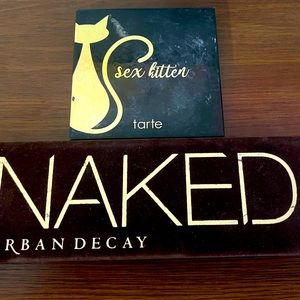 sex kitten
tarte
NAKED
RBAN DECAY